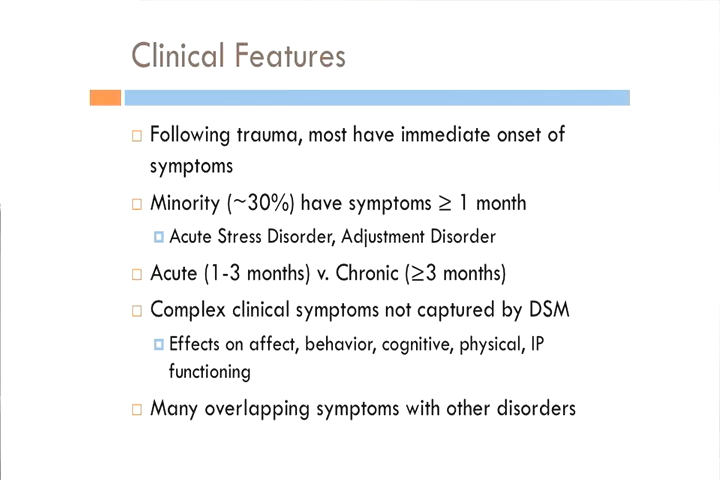 Clinical Features
Following trauma, most have immediate onset of
symptoms
Minority (~30%) have symptoms ≥ 1 month
Acute Stress Disorder, Adjustment Disorder
Acute (1-3 months) v. Chronic (≥3 months)
Complex clinical symptoms not captured by DSM
Effects on affect, behavior, cognitive, physical, IP
functioning
Many overlapping symptoms with other disorders